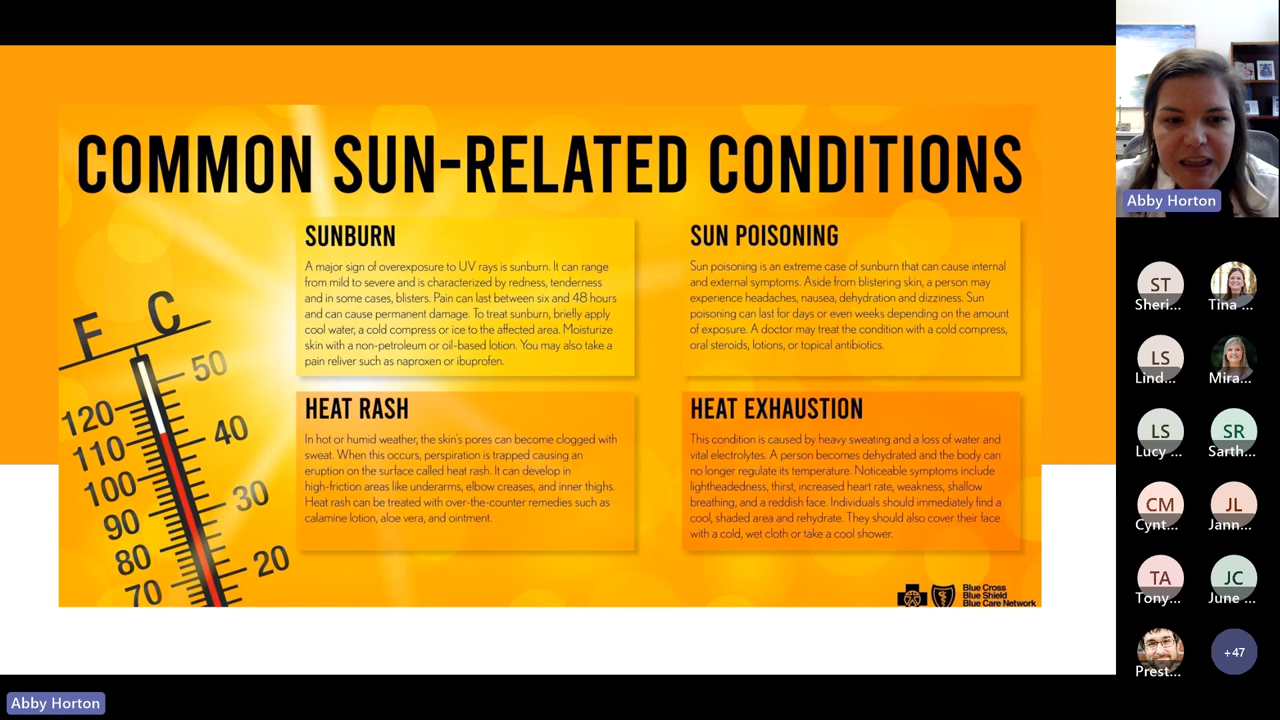 COMMON SUN-RELATED CONDITIONS
SUNBURN
A major sign of overexposure to UV rays is sunburn. It can range
from mild to severe and is characterized by redness, tenderness
and in some cases, blisters. Pain can last between six and 48 hours
and can cause permanent damage. To treat sunburn, briefly apply
cool water, a cold compress or ice to the affected area. Moisturize
skin with a non-petroleum or oil-based lotion. You may also take a
pain reliver such as naproxen or ibuprofen.
SUN POISONING
Sun poisoning is an extreme case of sunburn that can cause internal
and external symptoms. Aside from blistering skin, a person may
experience headaches, nausea, dehydration and dizziness. Sun
poisoning can last for days or even weeks depending on the amount
of exposure. A doctor may treat the condition with a cold compress,
oral steroids, lotions, or topical antibiotics.
HEAT RASH
In hot or humid weather, the skin's pores can become clogged with
sweat. When this occurs, perspiration is trapped causing an
eruption on the surface called heat rash. It can develop in
high-friction areas like underarms, elbow creases, and inner thighs.
Heat rash can be treated with over-the-counter remedies such as
calamine lotion, aloe vera, and ointment.
HEAT EXHAUSTION
This condition is caused by heavy sweating and a loss of water and
vital electrolytes. A person becomes dehydrated and the body can
no longer regulate its temperature. Noticeable symptoms include
lightheadedness, thirst, increased heart rate, weakness, shallow
breathing, and a reddish face. Individuals should immediately find a
cool, shaded area and rehydrate. They should also cover their face
with a cold, wet cloth or take a cool shower.
F C
50
120
40
110
100
30
90
80
20
70
Blue Cross
Blue Shield
Blue Care Network
Abby Horton
ST
Sheri...
Tina ...
LS
Lind...
Mira...
LS
Lucy ...
SR
Sarth...
CM
Cynt...
JL
Jann...
TA
Tony...
JC
June ...
Prest...
+47
Abby Horton